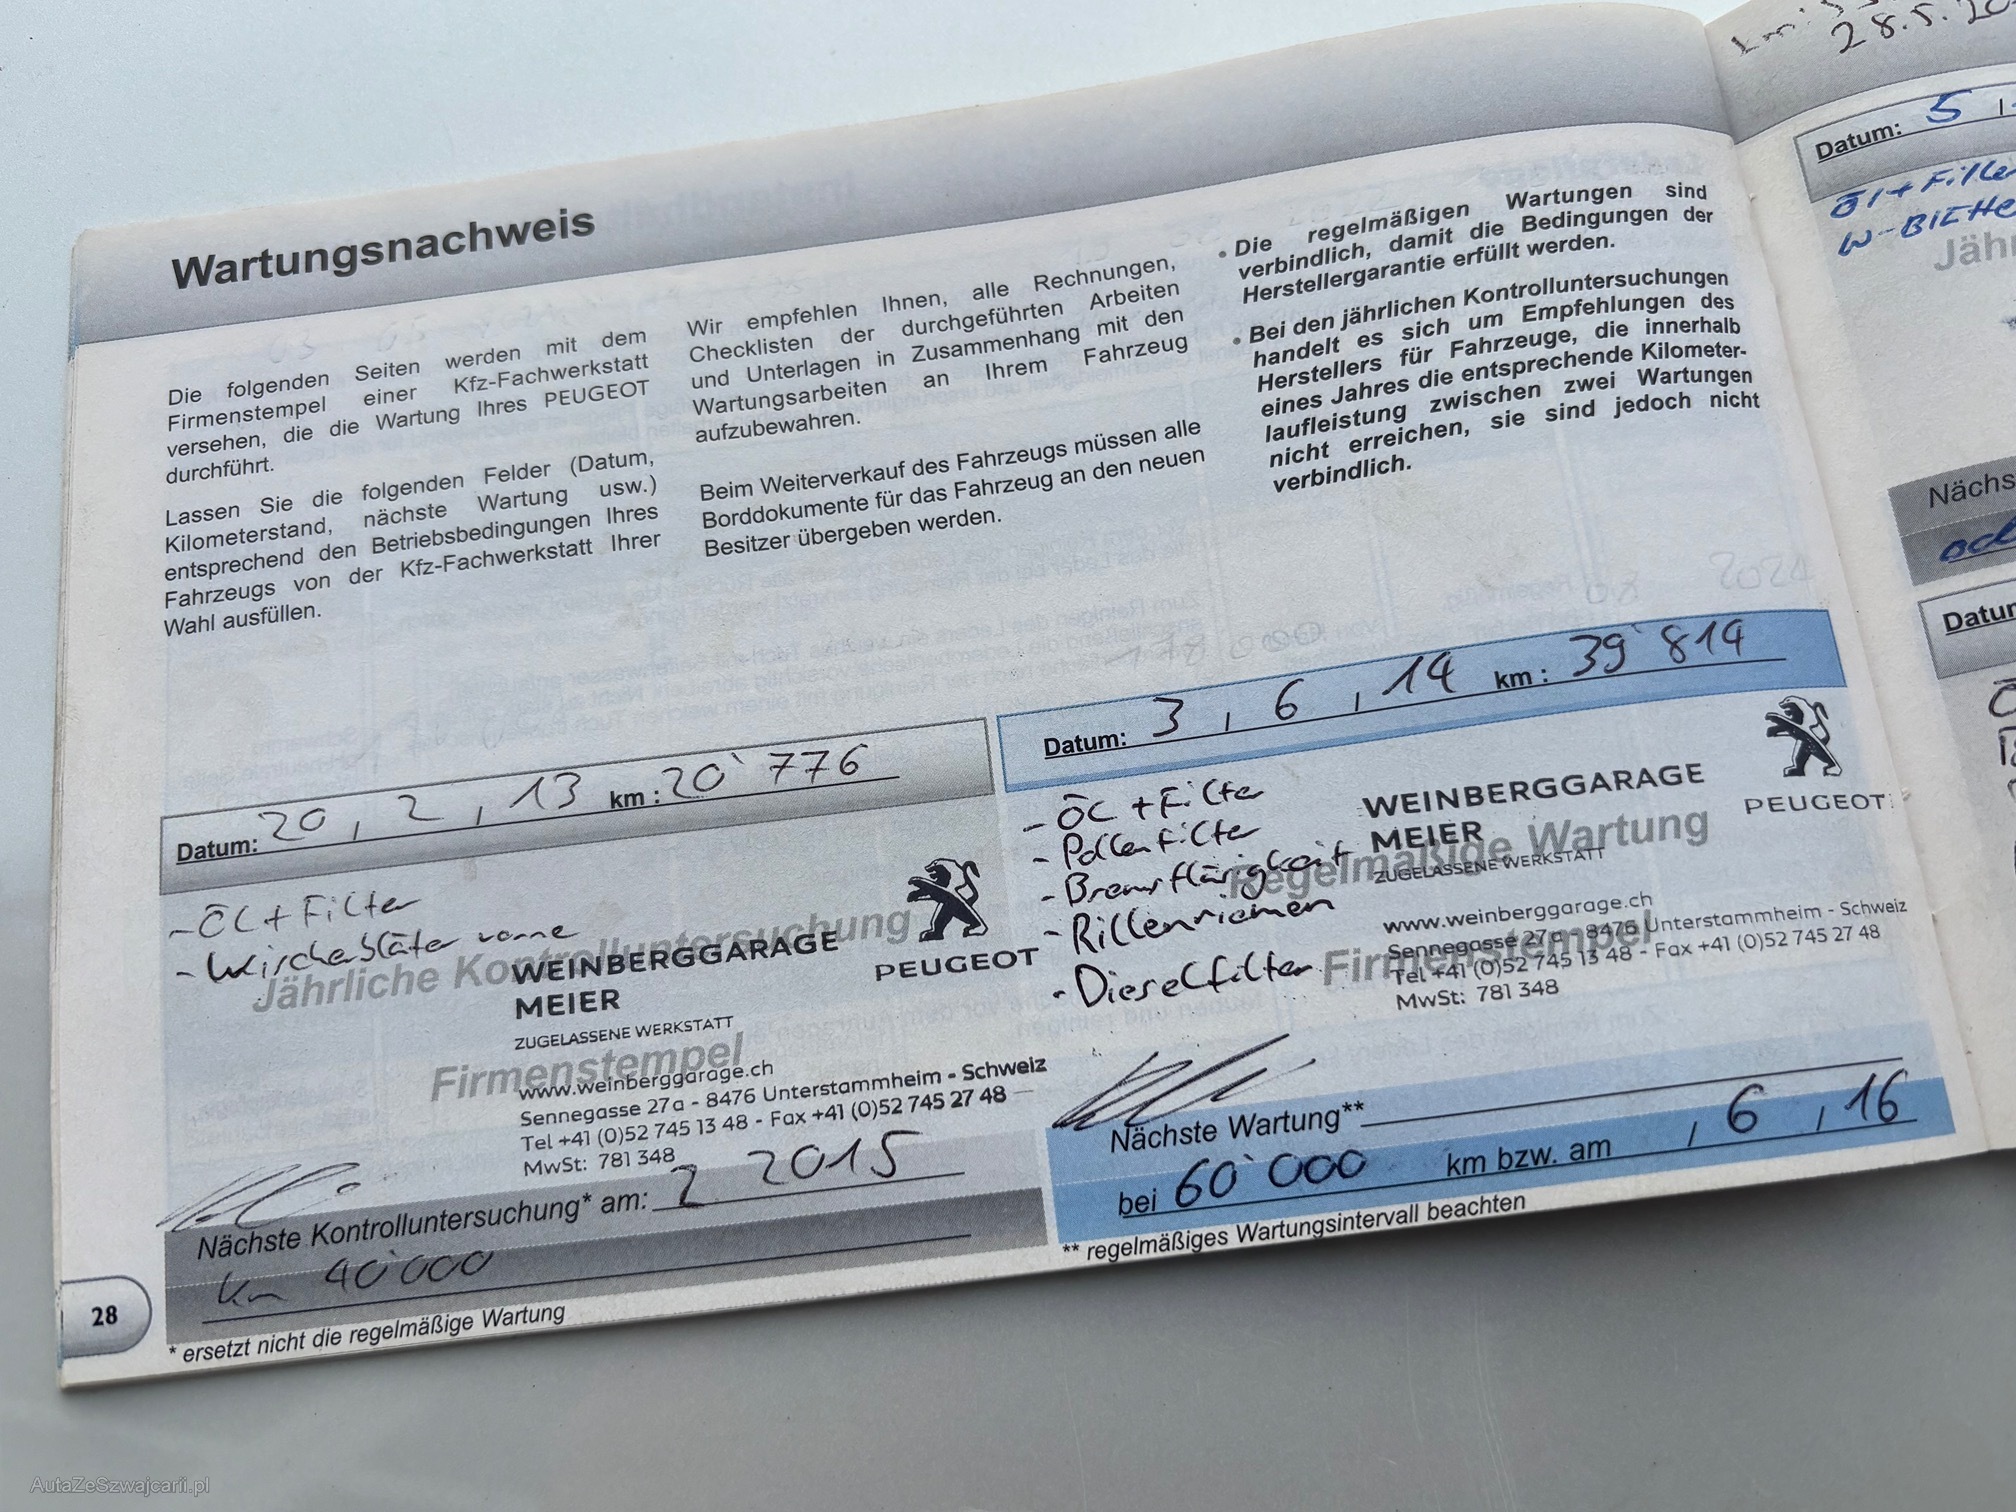 Wartungsnachweis
Die folgenden Seiten werden mit dem
Firmenstempel einer Kfz-Fachwerkstatt
versehen, die die Wartung Ihres PEUGEOT
durchführt.
Lassen Sie die folgenden Felder (Datum,
Kilometerstand, nächste Wartung usw.)
entsprechend den Betriebsbedingungen Ihres
Fahrzeugs von der Kfz-Fachwerkstatt Ihrer
Wahl ausfüllen.
Wir empfehlen Ihnen, alle Rechnungen,
Checklisten der durchgeführten Arbeiten
und Unterlagen in Zusammenhang mit den
Wartungsarbeiten an Ihrem Fahrzeug
aufzubewahren.
Beim Weiterverkauf des Fahrzeugs müssen alle
Borddokumente für das Fahrzeug an den neuen
Besitzer übergeben werden.
• Die regelmäßigen Wartungen sind
verbindlich, damit die Bedingungen der
Herstellergarantie erfüllt werden.
• Bei den jährlichen Kontrolluntersuchungen
handelt es sich um Empfehlungen des
Herstellers für Fahrzeuge, die innerhalb
eines Jahres die entsprechende Kilometer-
laufleistung zwischen zwei Wartungen
nicht erreichen, sie sind jedoch nicht
verbindlich.
Datum: 20, 2, 13 km: 20'776
- ÖL + Filter
- Wischerbläter vorne
Jährliche Kontrolluntersuchung
WEINBERGGARAGE
MEIER
PEUGEOT
ZUGELASSENE WERKSTATT
Firmenstempel
www.weinberggarage.ch
Sennegasse 27a - 8476 Unterstammheim - Schweiz
Tel +41 (0)52 745 13 48 - Fax +41 (0)52 745 27 48
MwSt: 781 348
Nächste Kontrolluntersuchung* am: 2 2015
km 40'000
* ersetzt nicht die regelmäßige Wartung
28
Datum: 3, 6, 14 km: 39'814
- ÖL + Filter
- Pollenfilter
- Bremsflüsigkeit
- Rillenriemen
- Dieselfilter
WEINBERGGARAGE
MEIER
PEUGEOT
Regelmäßige Wartung
ZUGELASSENE WERKSTATT
www.weinberggarage.ch
Sennegasse 27a - 8476 Unterstammheim - Schweiz
Firmenstempel
Tel +41 (0)52 745 13 48 - Fax +41 (0)52 745 27 48
MwSt: 781 348
Nächste Wartung**
bei 60'000 km bzw. am , 6 , 16
** regelmäßiges Wartungsintervall beachten
28.5.
Datum: 5
Öl + Filter
AutaZeSzwajcarii.pl